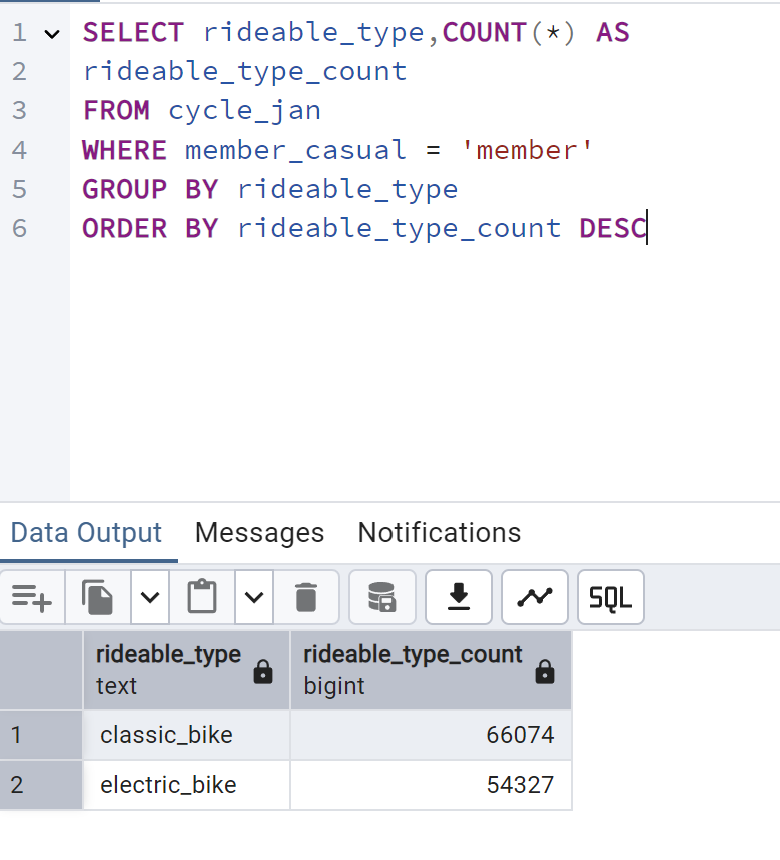 1 SELECT rideable_type,COUNT(*) AS
2 rideable_type_count
3 FROM cycle_jan
4 WHERE member_casual = 'member'
5 GROUP BY rideable_type
6 ORDER BY rideable_type_count DESC
Data Output Messages Notifications
SQL
rideable_type rideable_type_count
text bigint
1 classic_bike 66074
2 electric_bike 54327